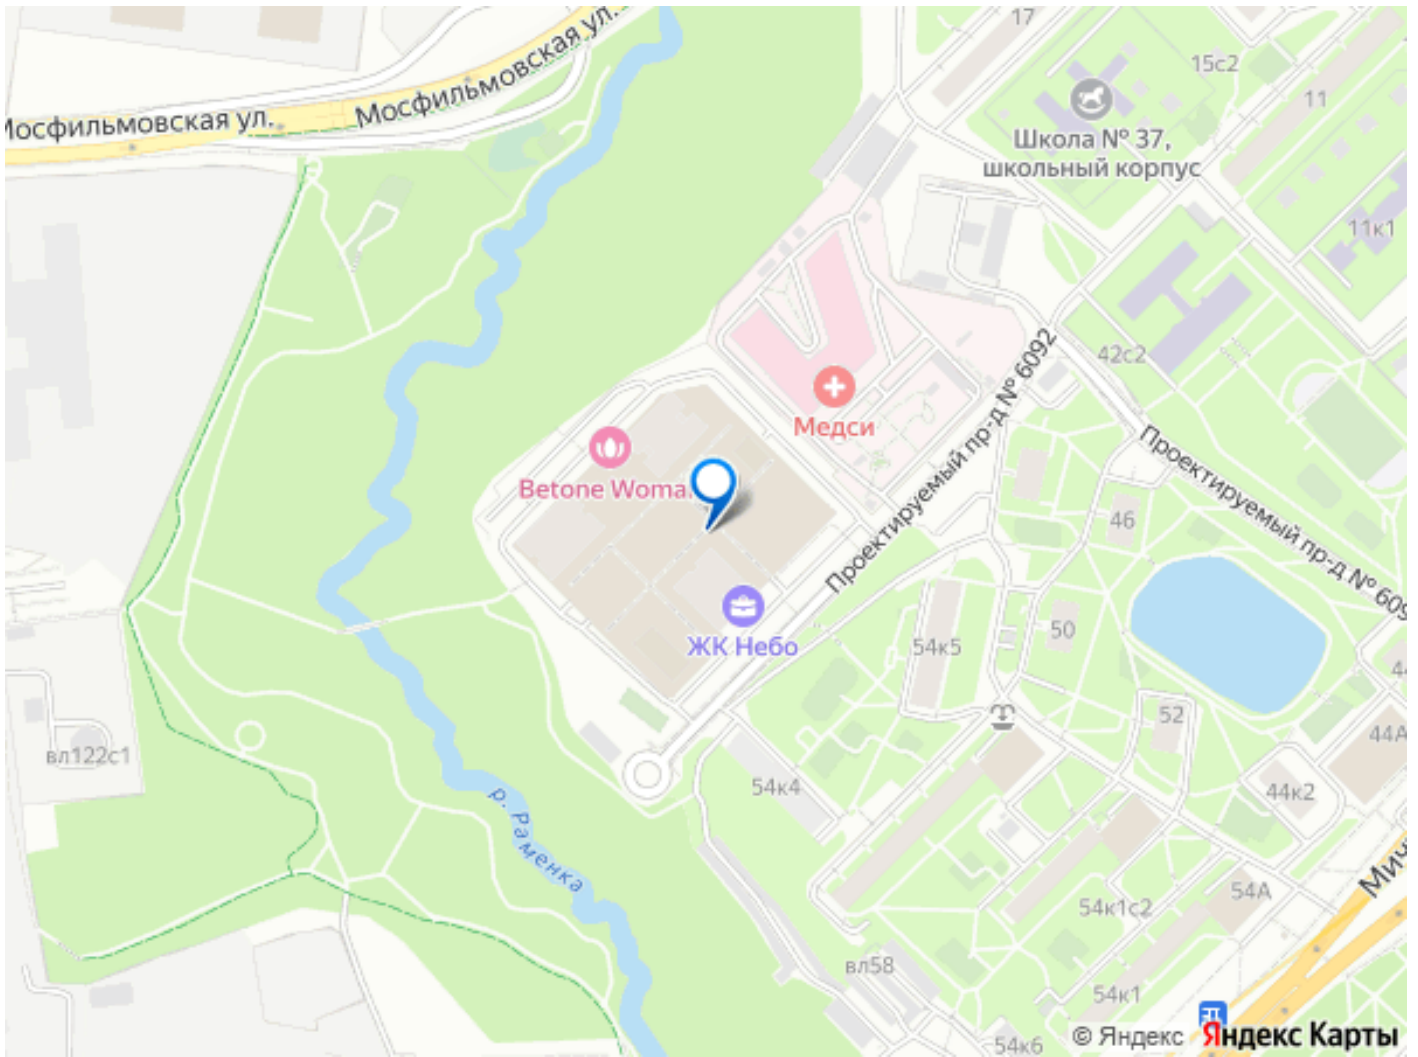 17
15с2
11
Мосфильмовская ул.
Мосфильмовская ул.
Школа № 37,
школьный корпус
11к1
42с2
Проектируемый пр-д № 6092
Медси
Betone Woma
Проектируемый пр-д № 609
46
ЖК Небо
54к5
50
52
44А
вл122с1
54к4
44к2
р. Раменка
Мич
54А
54к1с2
вл58
54к1
54к6
© Яндекс Яндекс Карты